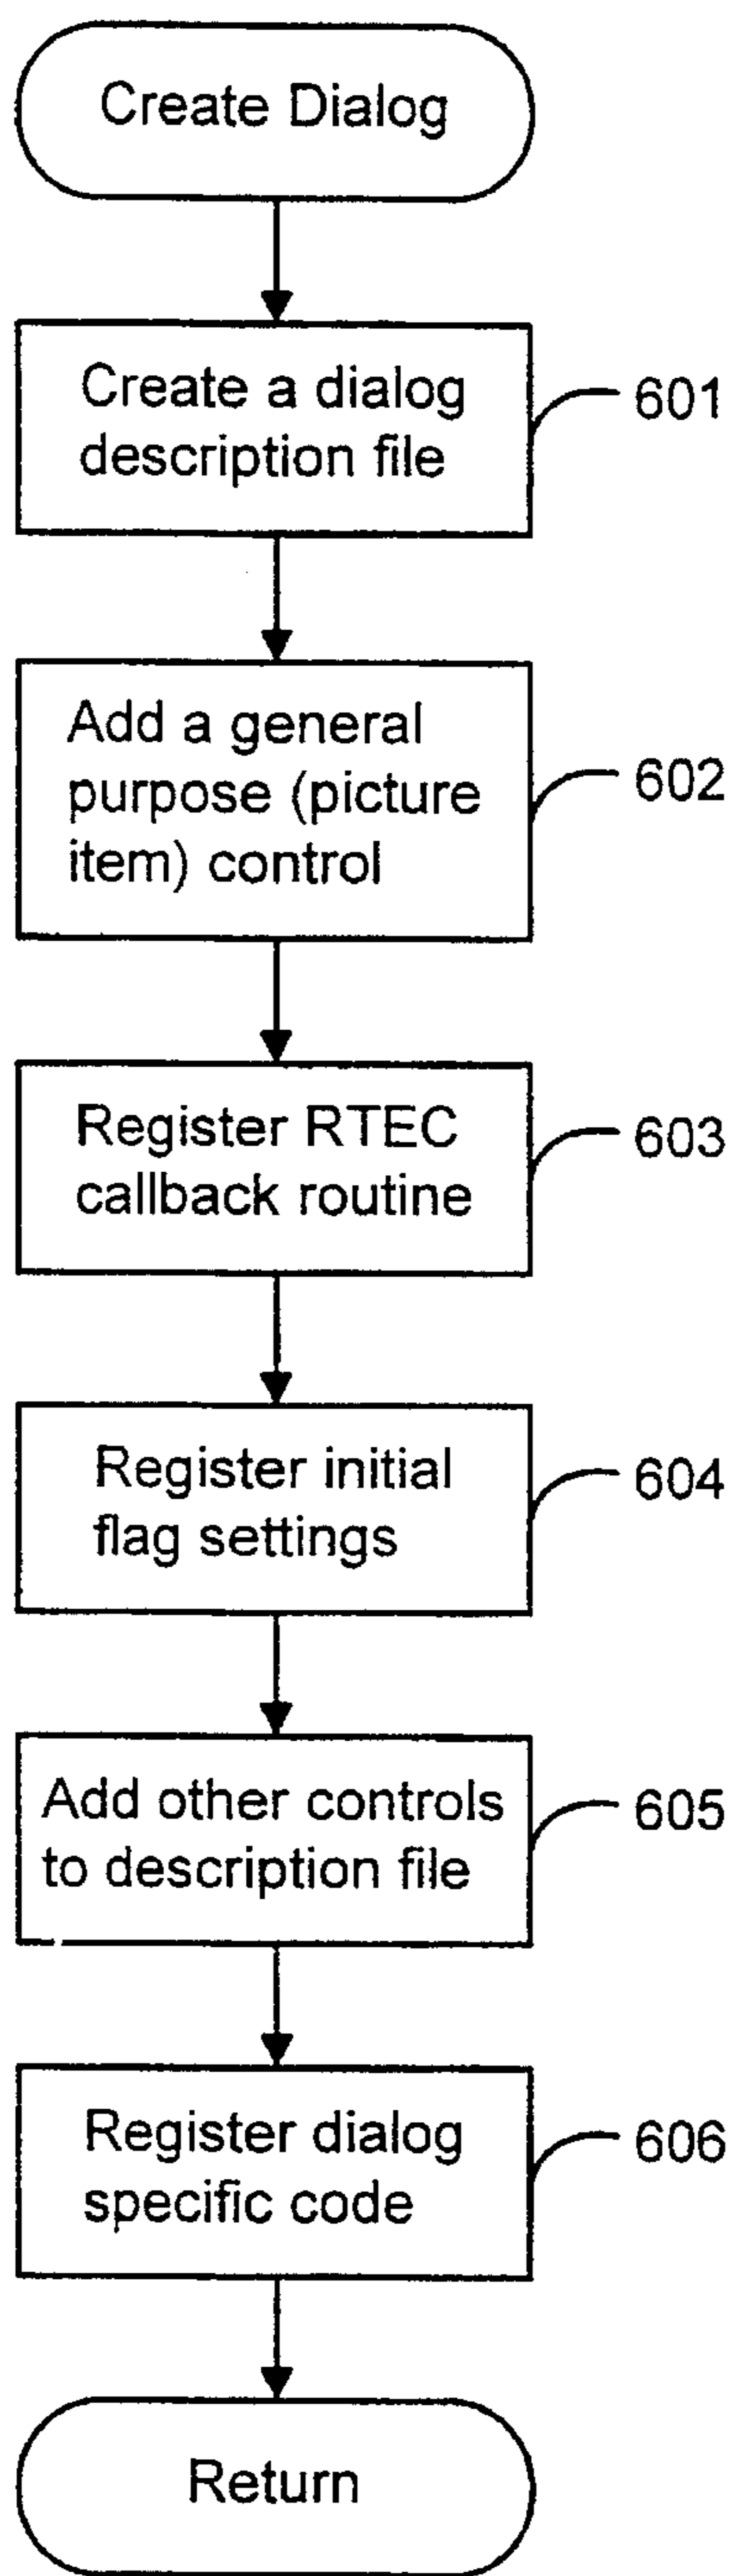 Create Dialog
Create a dialog
description file
601
Add a general
purpose (picture
item) control
602
Register RTEC
callback routine
603
Register initial
flag settings
604
Add other controls
to description file
605
Register dialog
specific code
606
Return